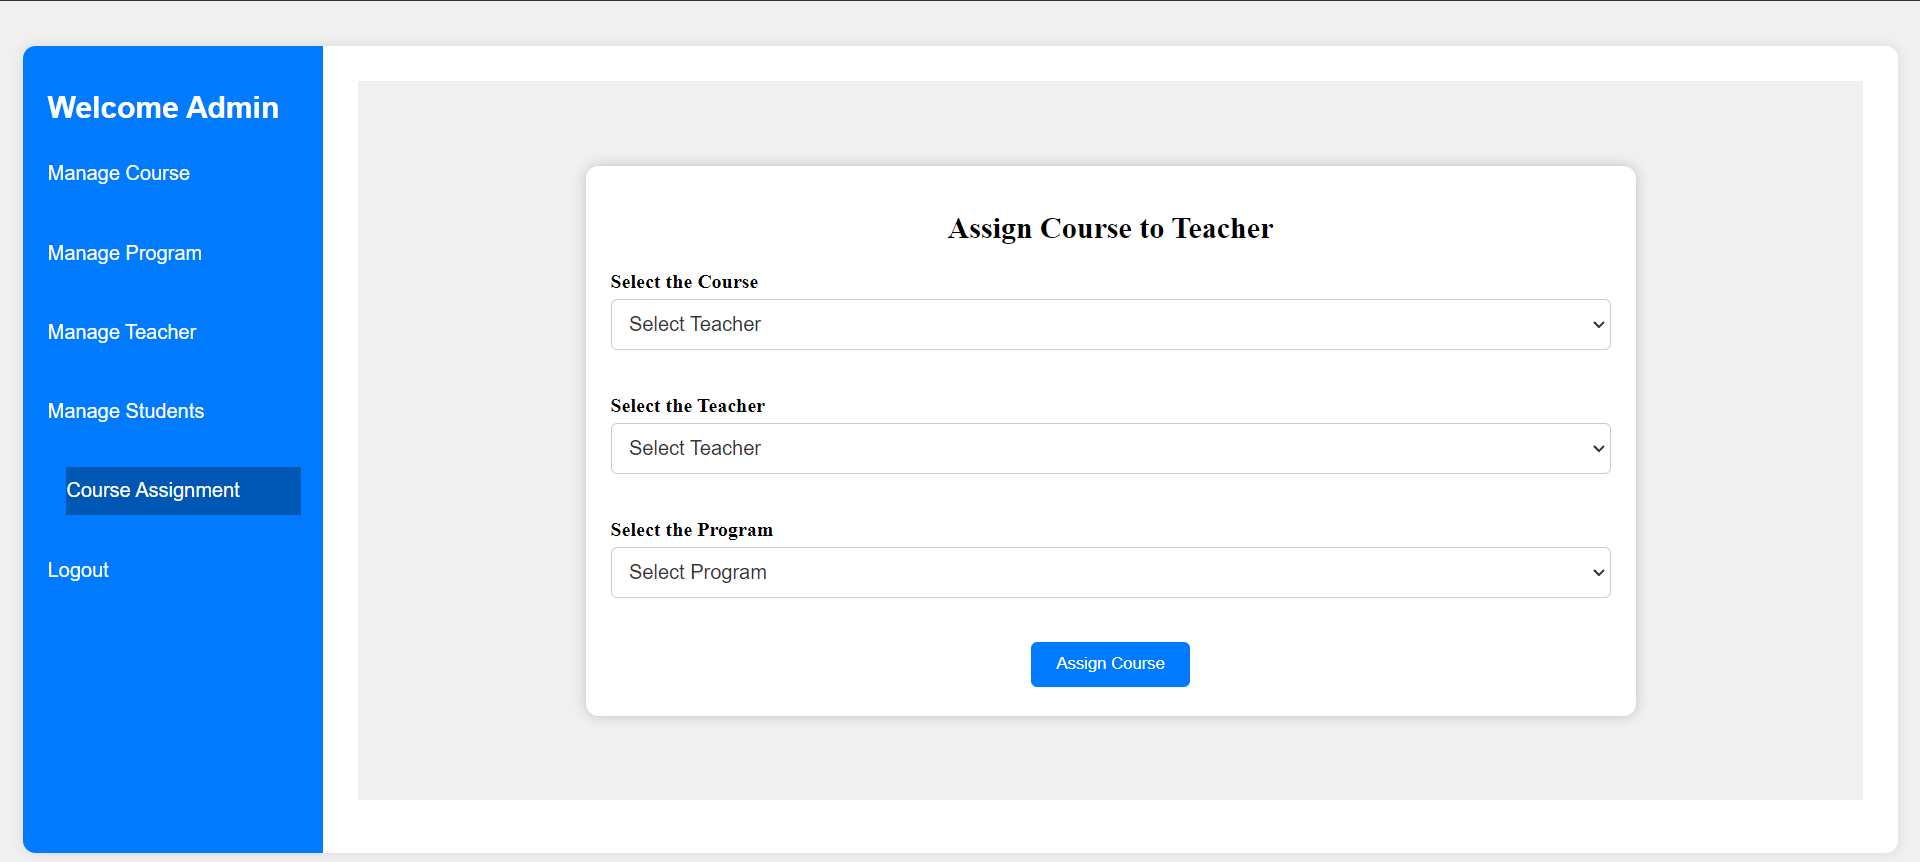 Welcome Admin
Manage Course
Manage Program
Manage Teacher
Manage Students
Course Assignment
Logout
Assign Course to Teacher
Select the Course
Select Teacher
Select the Teacher
Select Teacher
Select the Program
Select Program
Assign Course